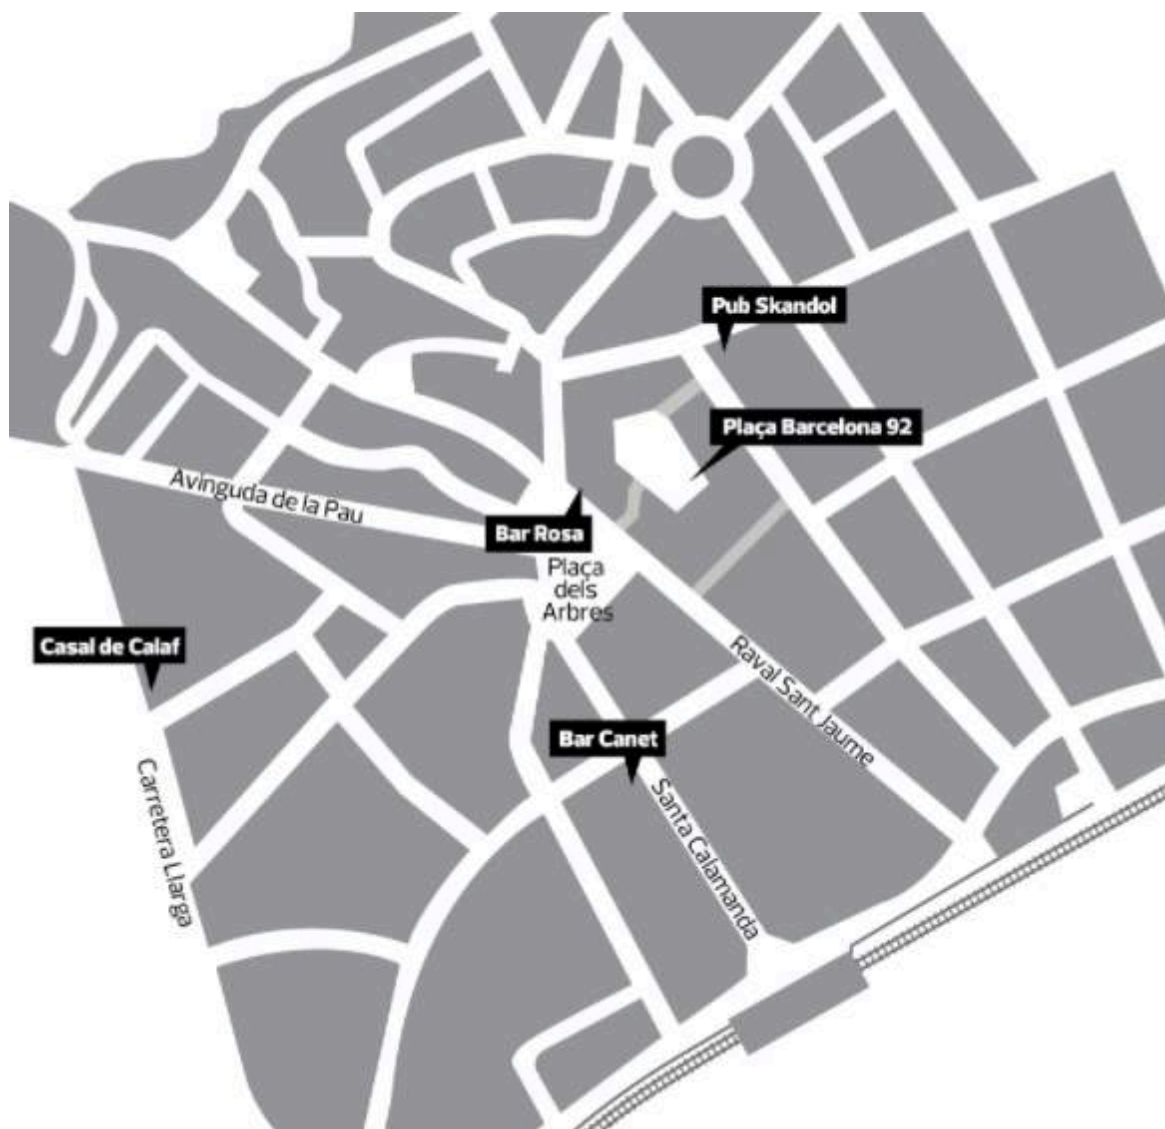 Pub Skandol
Plaça Barcelona 92
Avinguda de la Pau
Bar Rosa
Plaça
dels
Arbres
Casal de Calaf
Raval Sant Jaume
Bar Canet
Carretera Llarga
Santa Calamanda